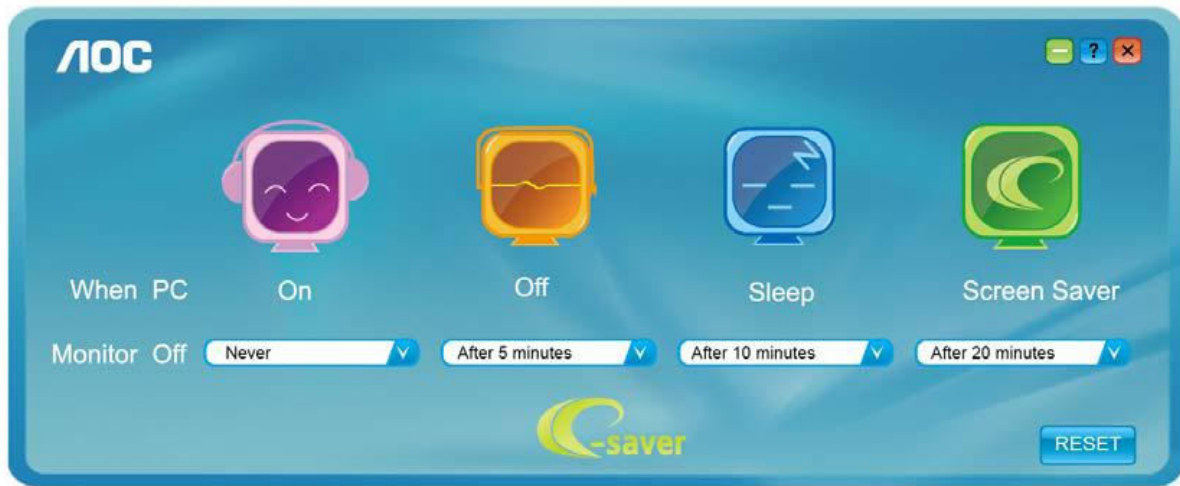 AOC
?
When PC On Off Sleep Screen Saver
Monitor Off Never After 5 minutes After 10 minutes After 20 minutes
e-saver
RESET